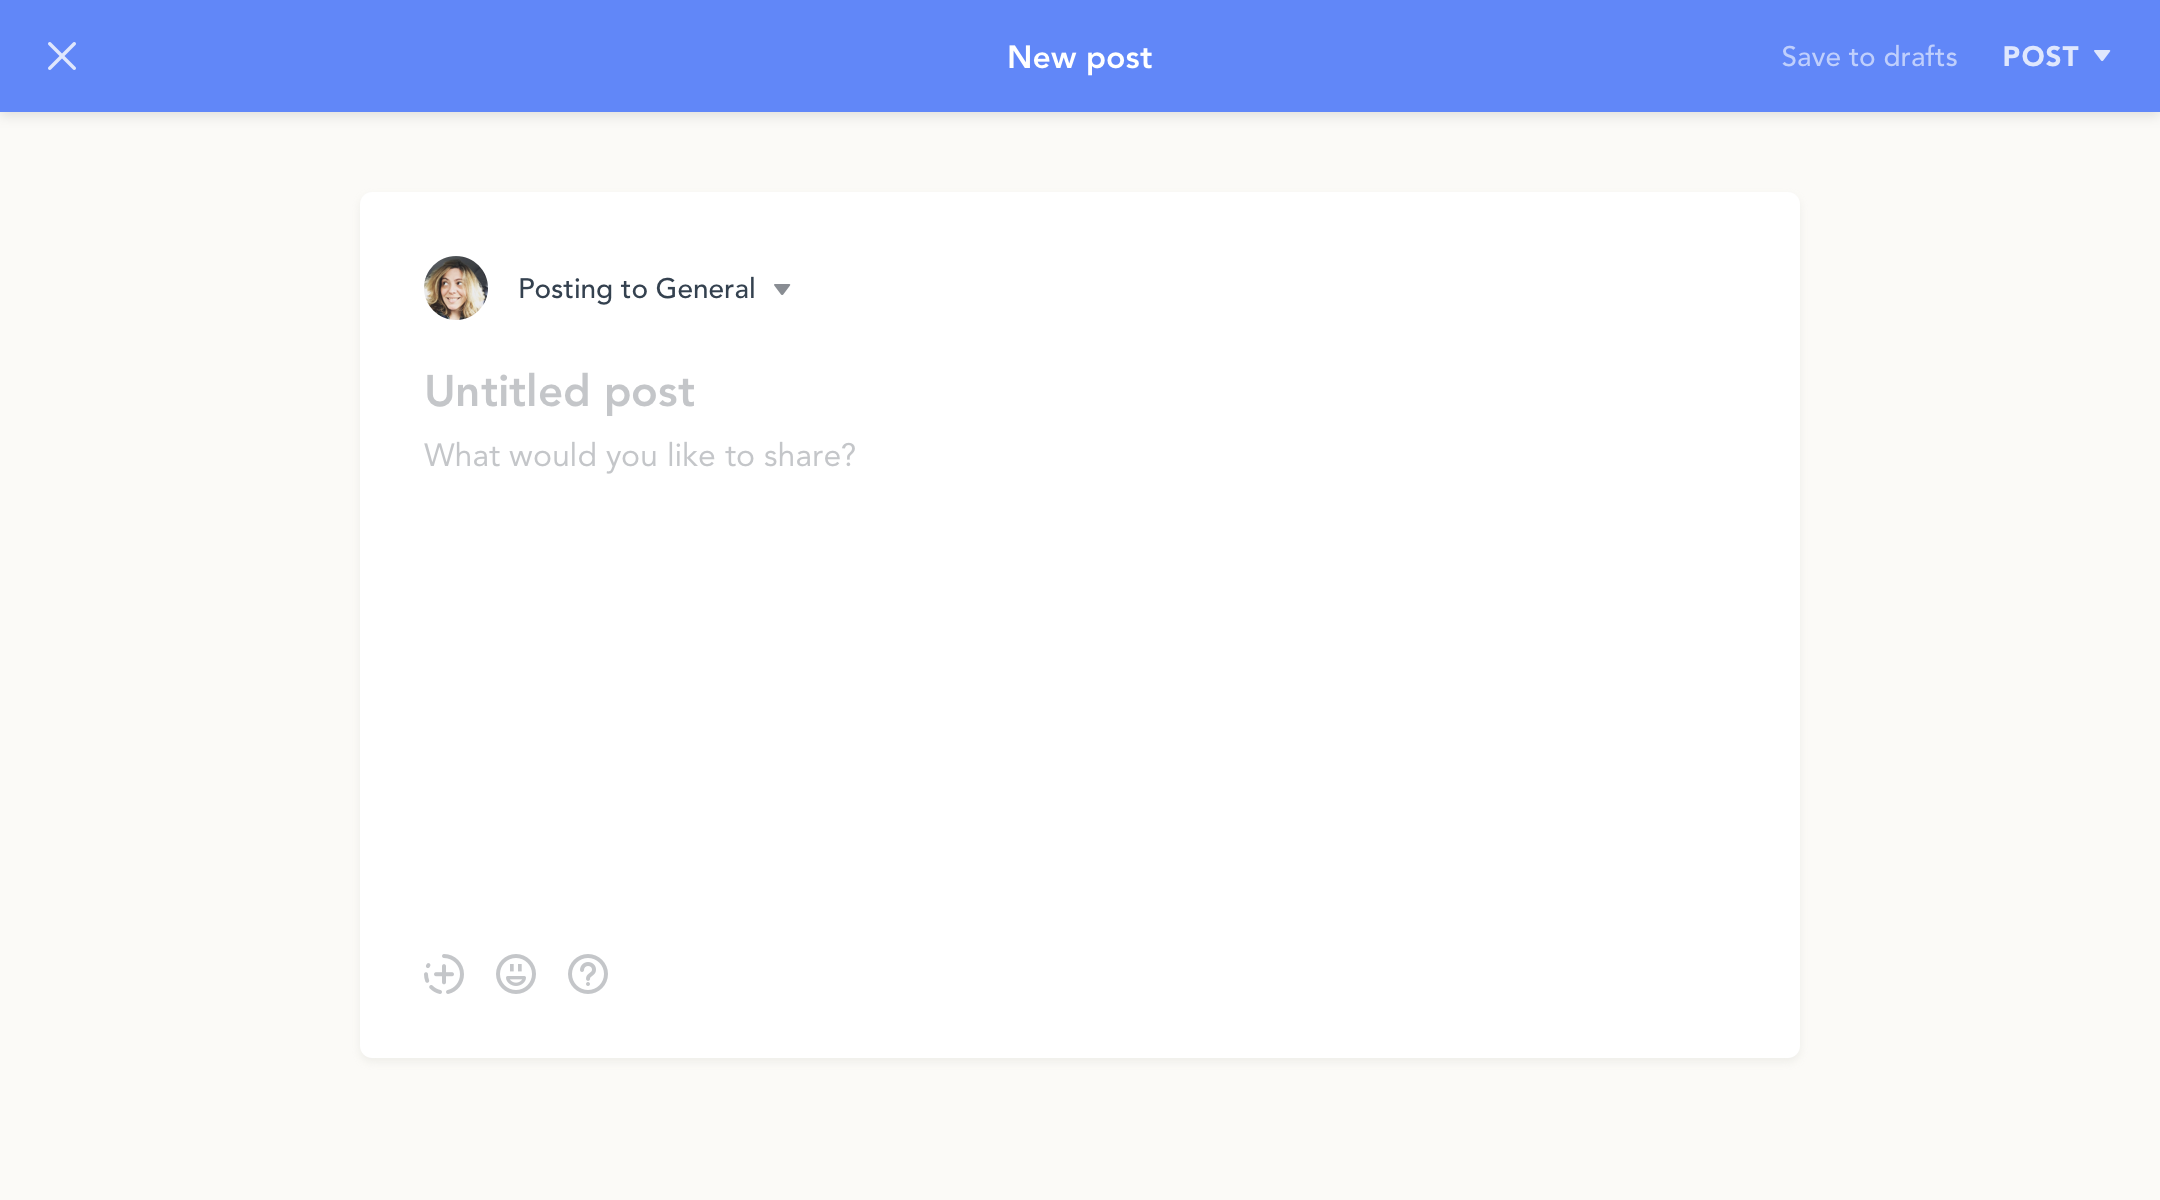 New post
Save to drafts
POST
Posting to General
Untitled post
What would you like to share?